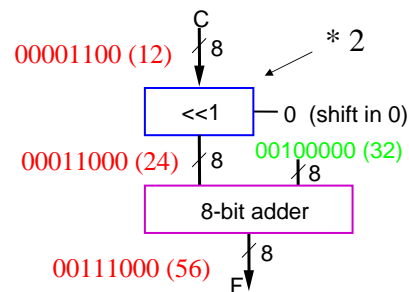 C
00001100 (12)
8
* 2
<<1
0 (shift in 0)
00011000 (24)
8
00100000 (32)
8
8-bit adder
00111000 (56)
8
F